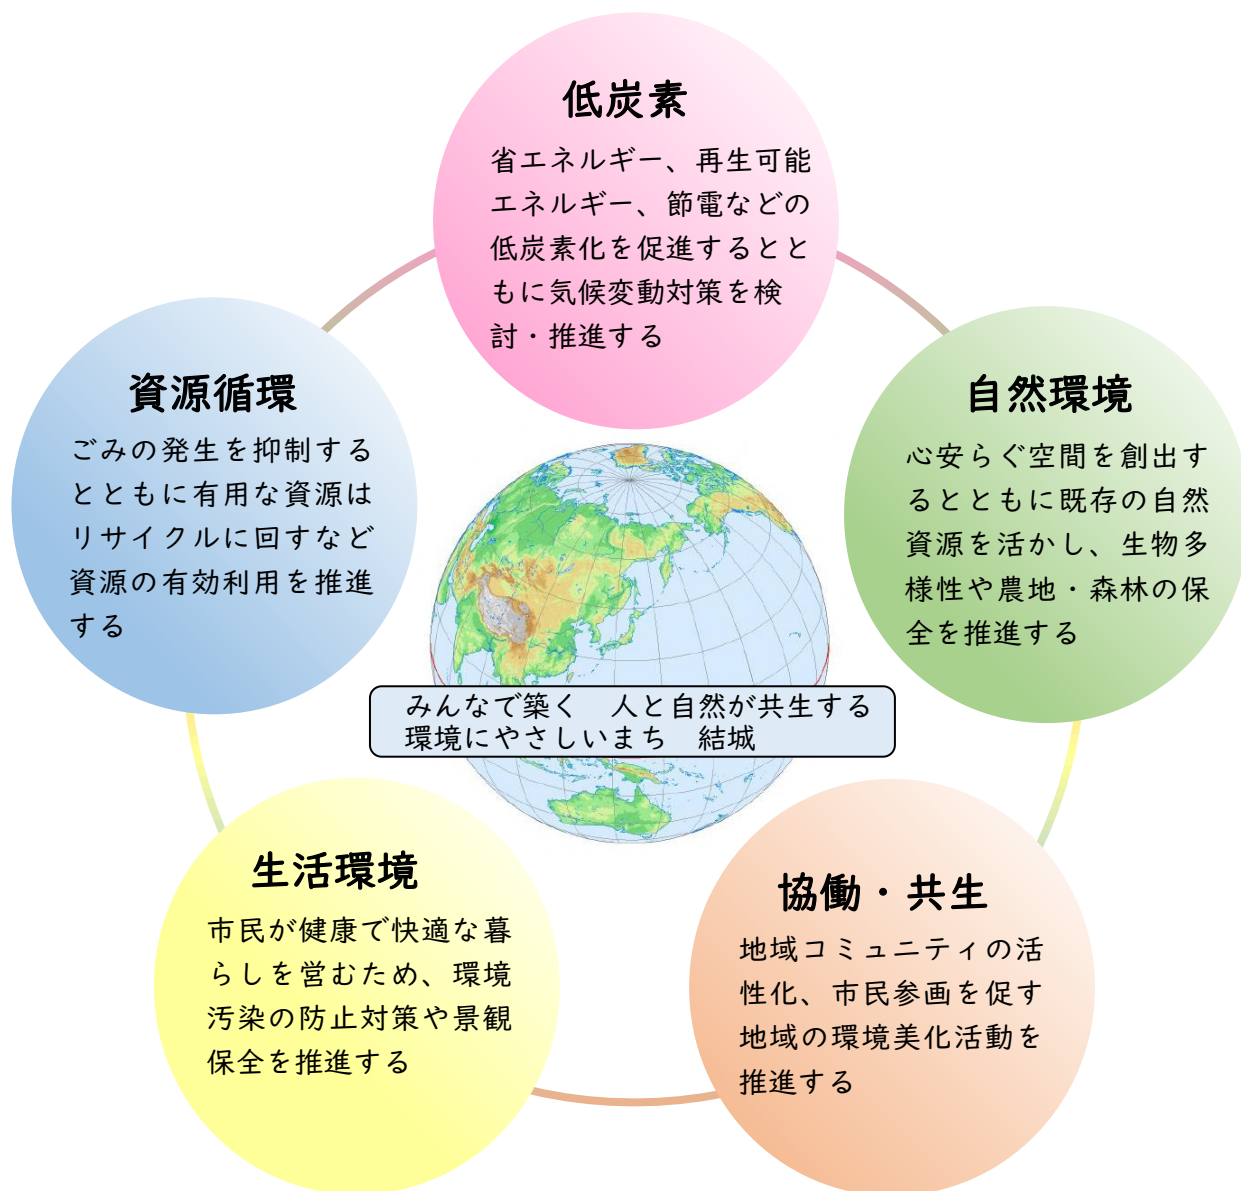 低炭素
省エネルギー、再生可能
エネルギー、節電などの
低炭素化を促進するとと
もに気候変動対策を検
討・推進する
資源循環
ごみの発生を抑制する
とともに有用な資源は
リサイクルに回すなど
資源の有効利用を推進
する
自然環境
心安らぐ空間を創出す
るとともに既存の自然
資源を活かし、生物多
様性や農地・森林の保
全を推進する
みんなで築く　人と自然が共生する
環境にやさしいまち　結城
生活環境
市民が健康で快適な暮
らしを営むため、環境
汚染の防止対策や景観
保全を推進する
協働・共生
地域コミュニティの活
性化、市民参画を促す
地域の環境美化活動を
推進する